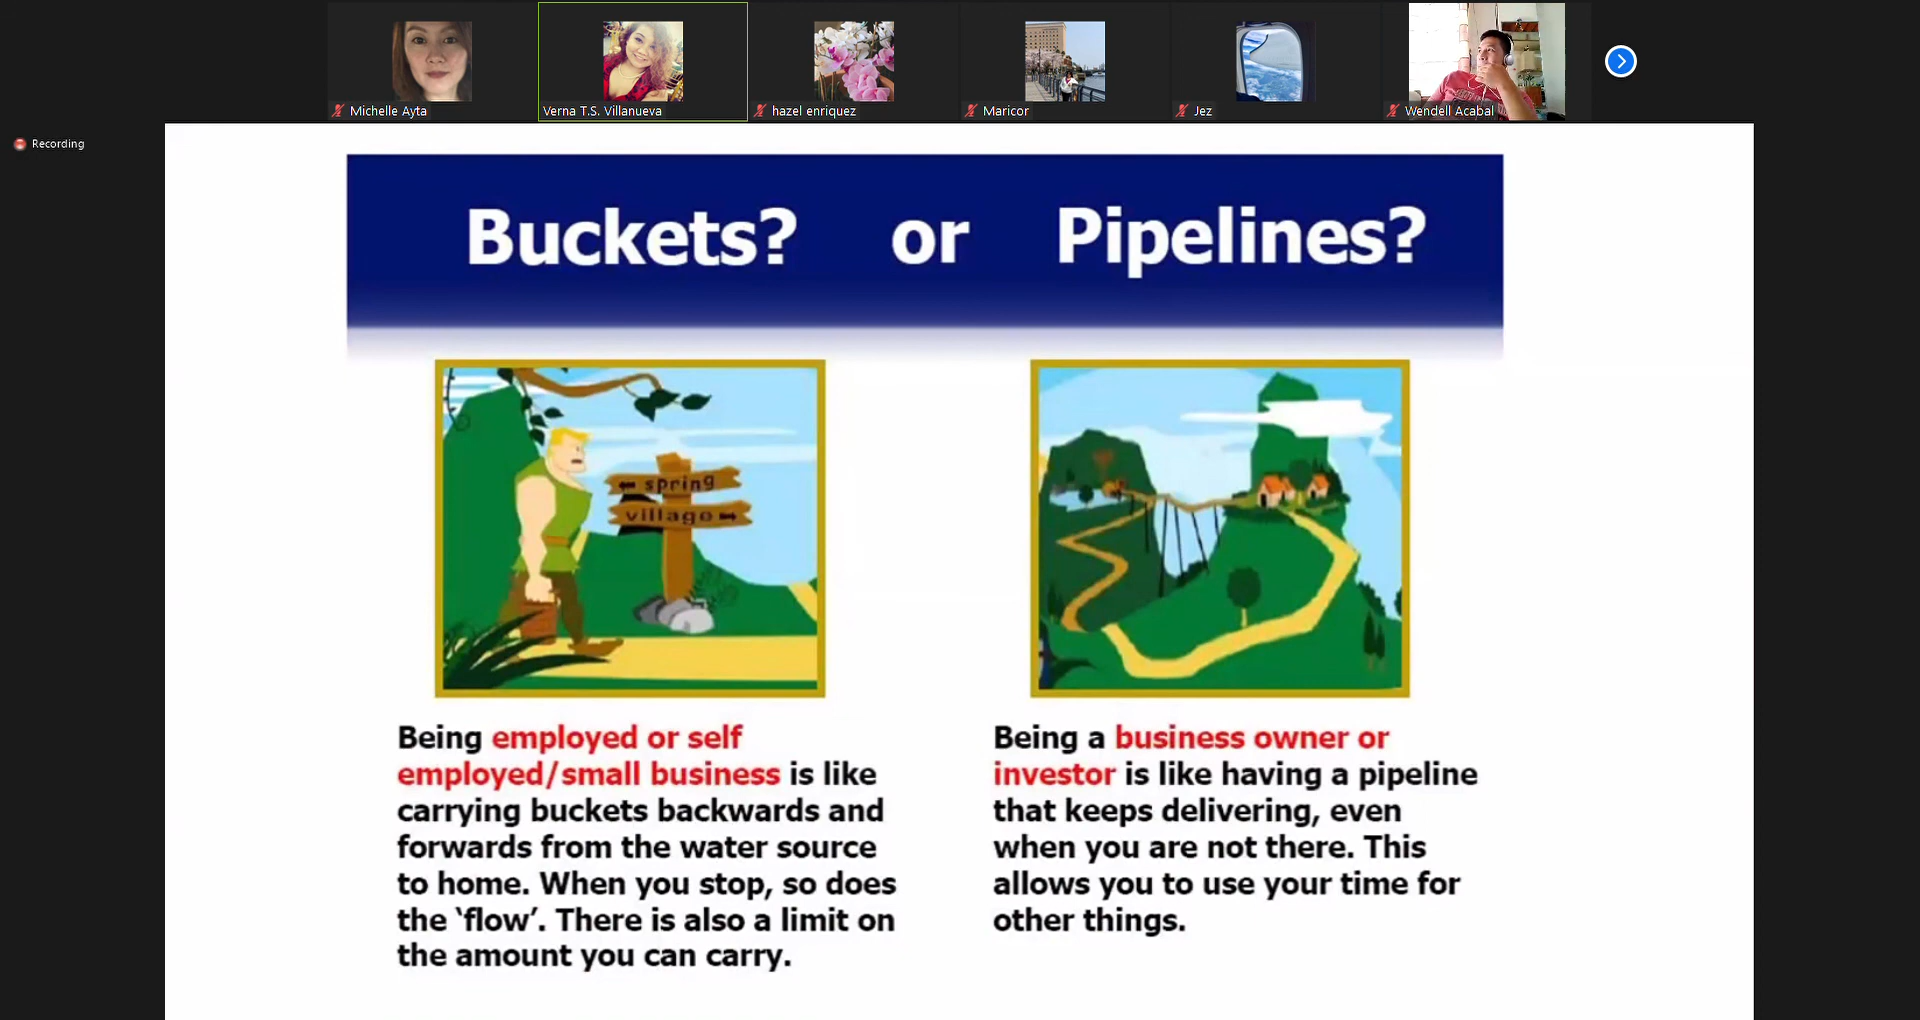 Michelle Ayta
Verna T.S. Villanueva
hazel enriquez
Maricor
Jez
Wendell Acabal
Recording
Buckets? or Pipelines?
spring
village
Being employed or self
employed/small business is like
carrying buckets backwards and
forwards from the water source
to home. When you stop, so does
the ‘flow’. There is also a limit on
the amount you can carry.
Being a business owner or
investor is like having a pipeline
that keeps delivering, even
when you are not there. This
allows you to use your time for
other things.